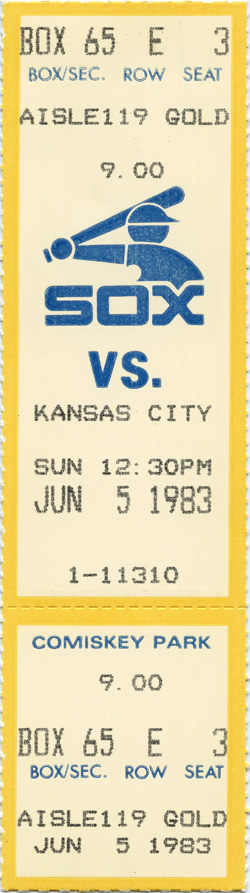 BOX 65 E 3
BOX/SEC. ROW SEAT
AISLE119 GOLD
9.00
SOX
VS.
KANSAS CITY
SUN 12:30PM
JUN 5 1983
1-11310
COMISKEY PARK
9.00
BOX 65 E 3
BOX/SEC. ROW SEAT
AISLE119 GOLD
JUN 5 1983